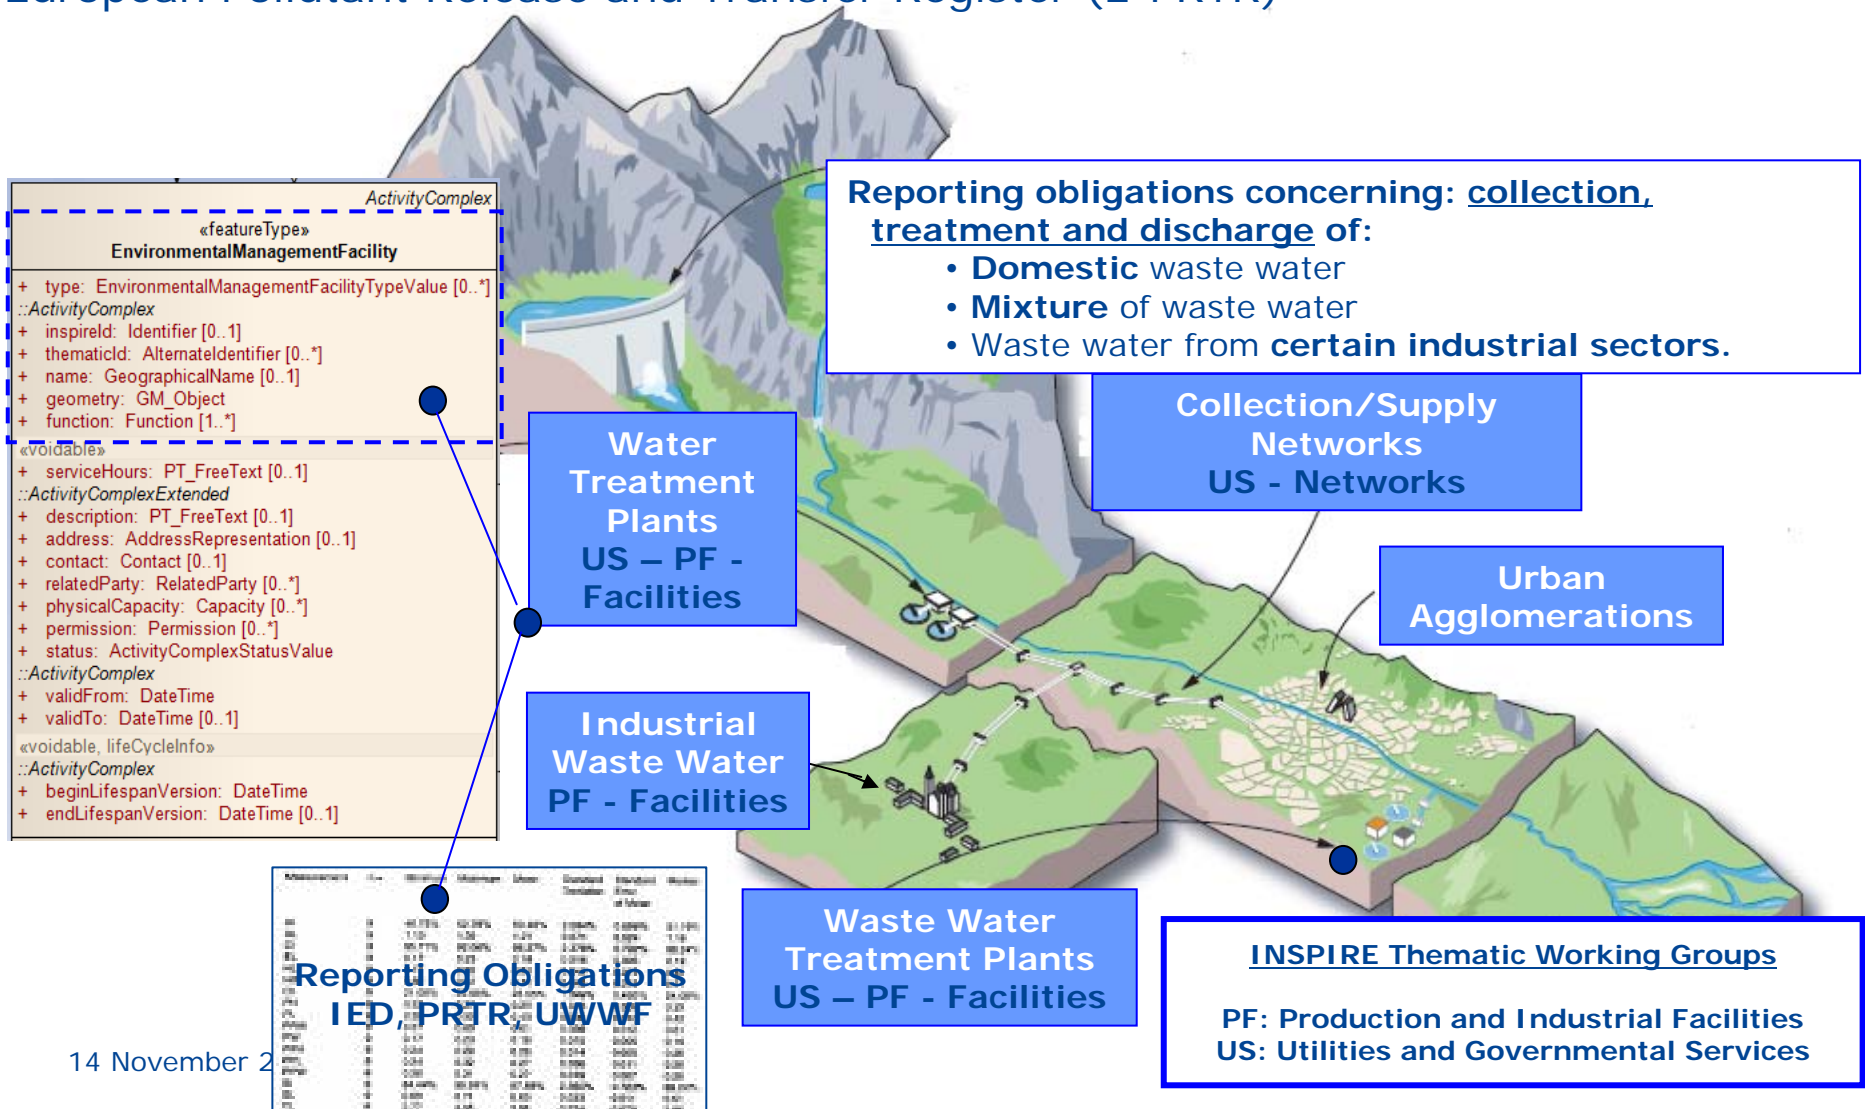 European Pollutant Release and Transfer Register (E-PRTR)
ActivityComplex
«featureType»
EnvironmentalManagementFacility
+ type: EnvironmentalManagementFacilityTypeValue [0..*]
::ActivityComplex
+ inspireId: Identifier [0..1]
+ thematicId: AlternateIdentifier [0..*]
+ name: GeographicalName [0..1]
+ geometry: GM_Object
+ function: Function [1..*]
«voidable»
+ serviceHours: PT_FreeText [0..1]
::ActivityComplexExtended
+ description: PT_FreeText [0..1]
+ address: AddressRepresentation [0..1]
+ contact: Contact [0..1]
+ relatedParty: RelatedParty [0..*]
+ physicalCapacity: Capacity [0..*]
+ permission: Permission [0..*]
+ status: ActivityComplexStatusValue
::ActivityComplex
+ validFrom: DateTime
+ validTo: DateTime [0..1]
«voidable, lifeCycleInfo»
::ActivityComplex
+ beginLifespanVersion: DateTime
+ endLifespanVersion: DateTime [0..1]
Reporting obligations concerning: collection,
treatment and discharge of:
• Domestic waste water
• Mixture of waste water
• Waste water from certain industrial sectors.
Collection/Supply
Networks
US - Networks
Water
Treatment
Plants
US – PF -
Facilities
Urban
Agglomerations
Industrial
Waste Water
PF - Facilities
Waste Water
Treatment Plants
US – PF - Facilities
Reporting Obligations
IED, PRTR, UWWF
INSPIRE Thematic Working Groups
PF: Production and Industrial Facilities
US: Utilities and Governmental Services
14 November 2